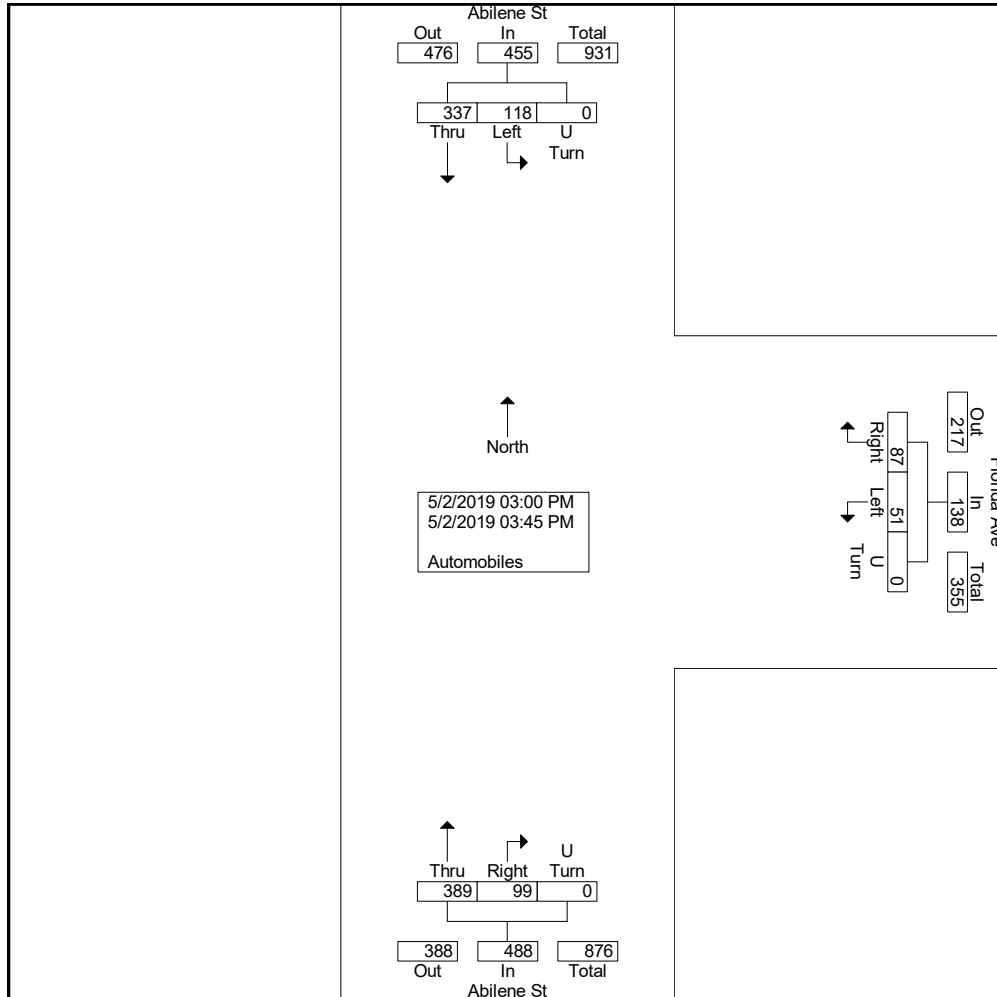 Abilene St
Out In Total
476 455 931
337 118 0
Thru Left U
Turn
North
5/2/2019 03:00 PM
5/2/2019 03:45 PM
Automobiles
Out In Total
217 138 355
87 51 0
Right Left U
Turn
Ave
U
Thru Right Turn
389 99 0
388 488 876
Out In Total
Abilene St